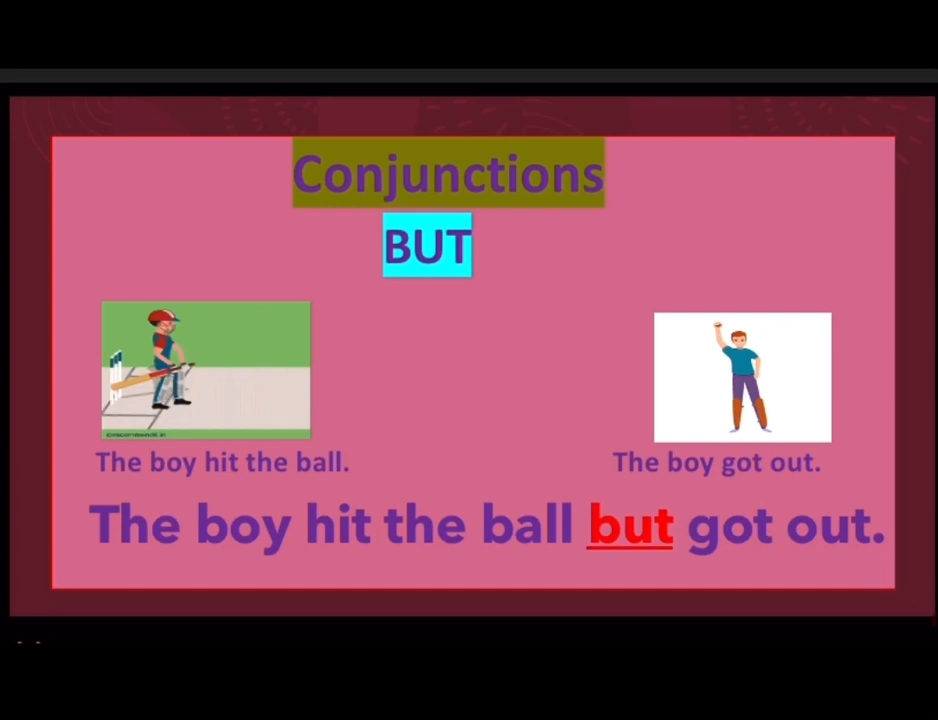 Conjunctions
BUT
The boy hit the ball.
The boy got out.
The boy hit the ball but got out.